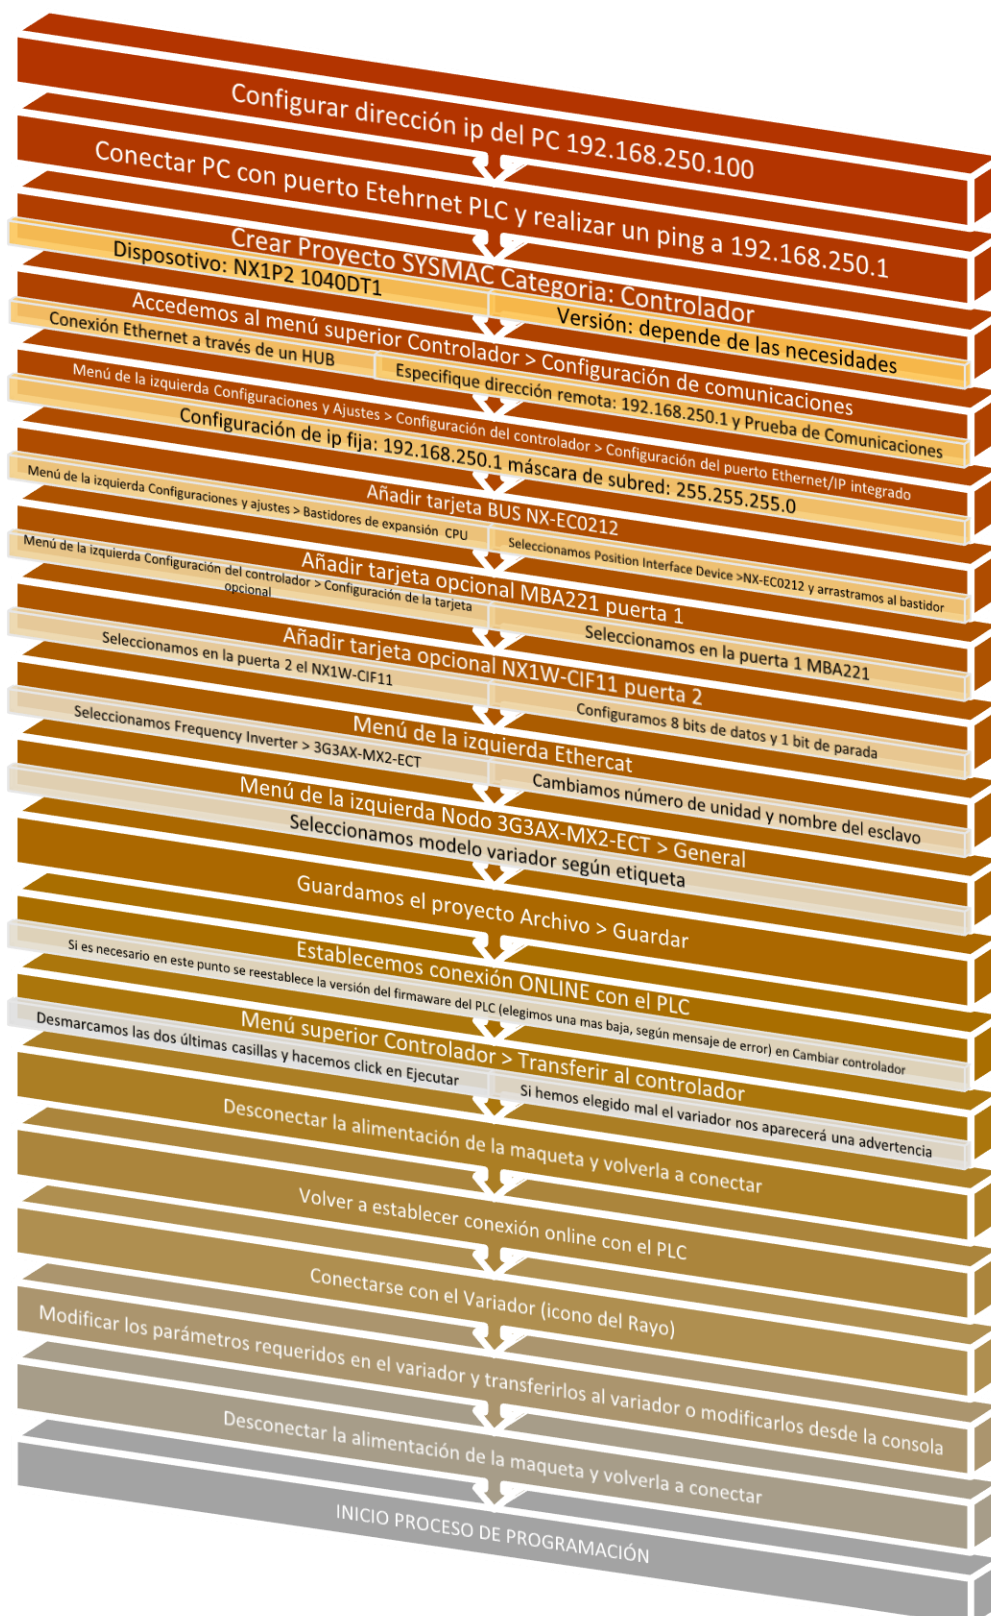 Configurar dirección ip del PC 192.168.250.100
Conectar PC con puerto Etehrnet PLC y realizar un ping a 192.168.250.1
Crear Proyecto SYSMAC Categoria: Controlador
Disposotivo: NX1P2 1040DT1
Versión: depende de las necesidades
Accedemos al menú superior Controlador > Configuración de comunicaciones
Conexión Ethernet a través de un HUB
Especifique dirección remota: 192.168.250.1 y Prueba de Comunicaciones
Menú de la izquierda Configuraciones y Ajustes > Configuración del controlador > Configuración del puerto Ethernet/IP integrado
Configuración de ip fija: 192.168.250.1 máscara de subred: 255.255.255.0
Añadir tarjeta BUS NX-EC0212
Menú de la izquierda Configuraciones y ajustes > Bastidores de expansión CPU
Seleccionamos Position Interface Device >NX-EC0212 y arrastramos al bastidor
Añadir tarjeta opcional MBA221 puerta 1
Menú de la izquierda Configuración del controlador > Configuración de la tarjeta
opcional
Seleccionamos en la puerta 1 MBA221
Añadir tarjeta opcional NX1W-CIF11 puerta 2
Seleccionamos en la puerta 2 el NX1W-CIF11
Configuramos 8 bits de datos y 1 bit de parada
Menú de la izquierda Ethercat
Seleccionamos Frequency Inverter > 3G3AX-MX2-ECT
Cambiamos número de unidad y nombre del esclavo
Menú de la izquierda Nodo 3G3AX-MX2-ECT > General
Seleccionamos modelo variador según etiqueta
Guardamos el proyecto Archivo > Guardar
Establecemos conexión ONLINE con el PLC
Si es necesario en este punto se reestablece la versión del firmaware del PLC (elegimos una mas baja, según mensaje de error) en Cambiar controlador
Menú superior Controlador > Transferir al controlador
Desmarcamos las dos últimas casillas y hacemos click en Ejecutar
Si hemos elegido mal el variador nos aparecerá una advertencia
Desconectar la alimentación de la maqueta y volverla a conectar
Volver a establecer conexión online con el PLC
Conectarse con el Variador (icono del Rayo)
Modificar los parámetros requeridos en el variador y transferirlos al variador o modificarlos desde la consola
Desconectar la alimentación de la maqueta y volverla a conectar
INICIO PROCESO DE PROGRAMACIÓN